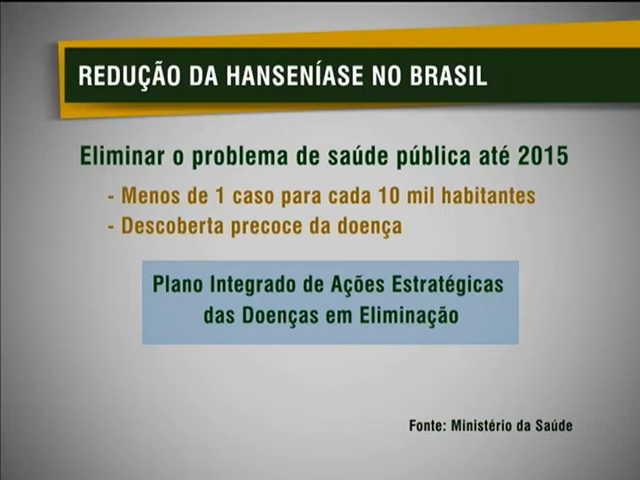 REDUÇÃO DA HANSENÍASE NO BRASIL
Eliminar o problema de saúde pública até 2015
- Menos de 1 caso para cada 10 mil habitantes
- Descoberta precoce da doença
Plano Integrado de Ações Estratégicas
das Doenças em Eliminação
Fonte: Ministério da Saúde